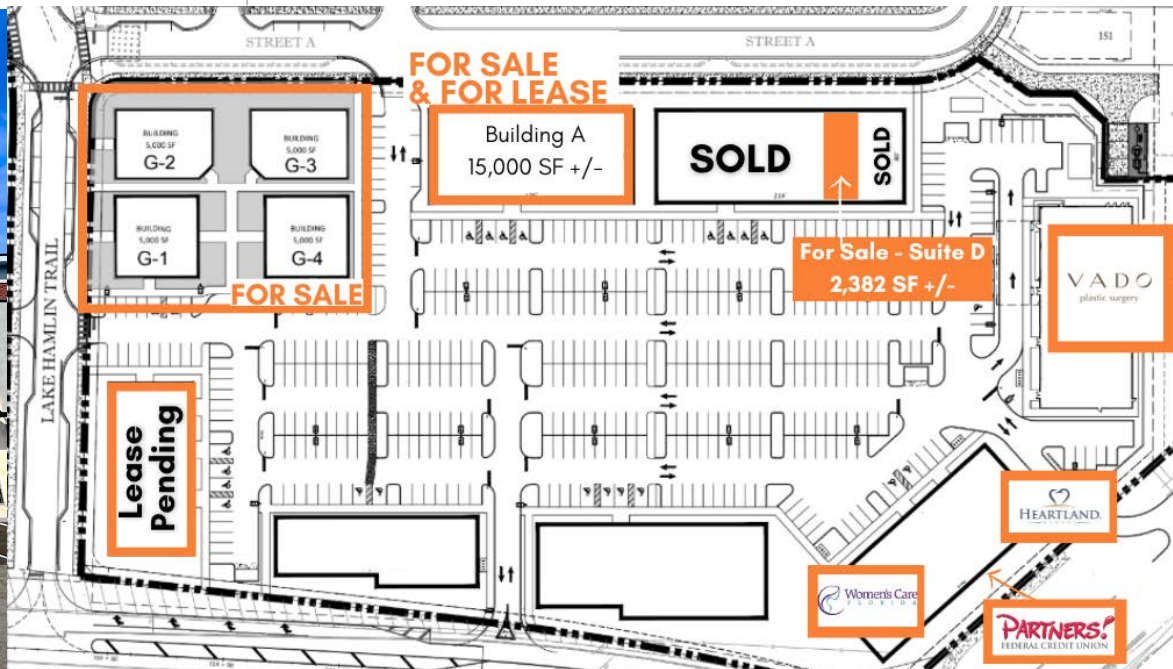 STREET A
STREET A
151
FOR SALE
& FOR LEASE
BUILDING
5,000 SF
G-2
BUILDING
5,000 SF
G-3
Building A
15,000 SF +/-
SOLD
SOLD
BUILDING
5,000 SF
G-1
BUILDING
5,000 SF
G-4
FOR SALE
For Sale - Suite D
2,382 SF +/-
VADO
plastic surgery
LAKE HAMLIN TRAIL
Lease
Pending
HEARTLAND
Women's Care
FLORIDA
PARTNERS!
FEDERAL CREDIT UNION